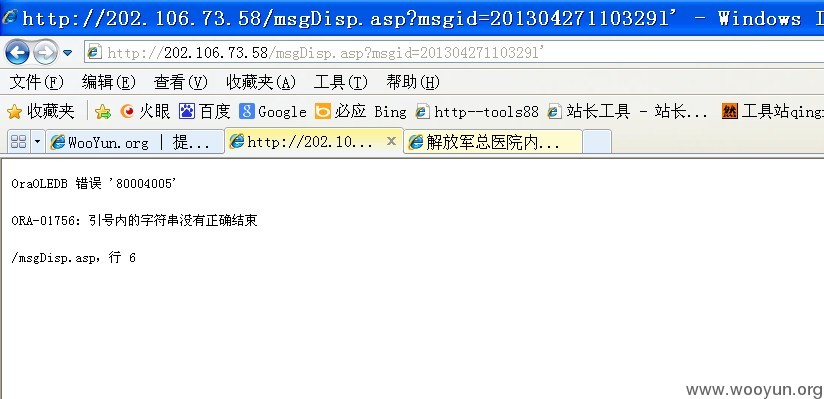 http://202.106.73.58/msgDisp.asp?msgid=201304271103291' - Windows I
http://202.106.73.58/msgDisp.asp?msgid=201304271103291'
文件(F) 编辑(E) 查看(V) 收藏夹(A) 工具(T) 帮助(H)
收藏夹 火眼 百度 Google 必应 Bing http--tools88 站长工具 - 站长... 工具站qing
WooYun.org | 提... http://202.10... x 解放军总医院内...
OraOLEDB 错误 '80004005'
ORA-01756: 引号内的字符串没有正确结束
/msgDisp.asp, 行 6
www.wooyun.org